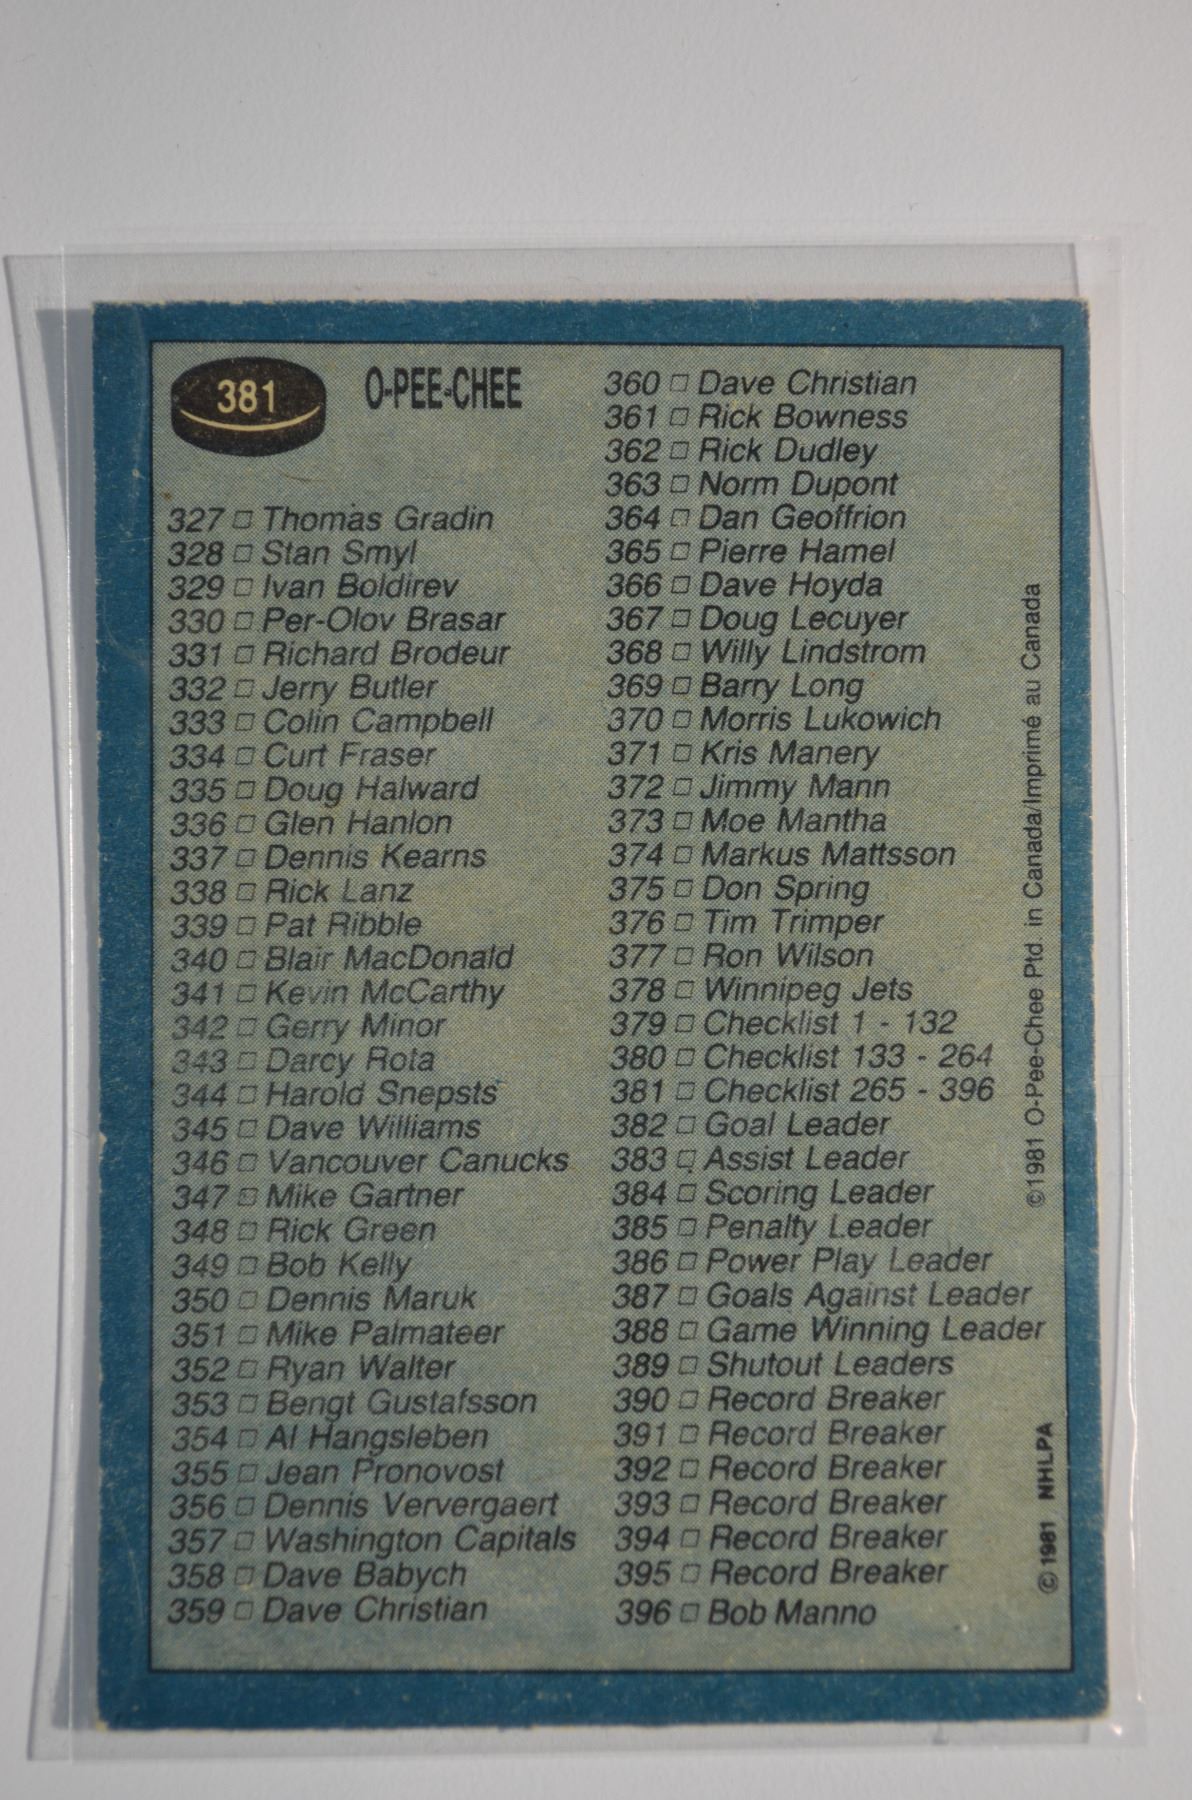 381
O-PEE-CHEE
327 Thomas Gradin
328 Stan Smyl
329 Ivan Boldirev
330 Per-Olov Brasar
331 Richard Brodeur
332 Jerry Butler
333 Colin Campbell
334 Curt Fraser
335 Doug Halward
336 Glen Hanlon
337 Dennis Kearns
338 Rick Lanz
339 Pat Ribble
340 Blair MacDonald
341 Kevin McCarthy
342 Gerry Minor
343 Darcy Rota
344 Harold Snepsts
345 Dave Williams
346 Vancouver Canucks
347 Mike Gartner
348 Rick Green
349 Bob Kelly
350 Dennis Maruk
351 Mike Palmateer
352 Ryan Walter
353 Bengt Gustafsson
354 Al Hangsleben
355 Jean Pronovost
356 Dennis Ververgaert
357 Washington Capitals
358 Dave Babych
359 Dave Christian
360 Dave Christian
361 Rick Bowness
362 Rick Dudley
363 Norm Dupont
364 Dan Geoffrion
365 Pierre Hamel
366 Dave Hoyda
367 Doug Lecuyer
368 Willy Lindstrom
369 Barry Long
370 Morris Lukowich
371 Kris Manery
372 Jimmy Mann
373 Moe Mantha
374 Markus Mattsson
375 Don Spring
376 Tim Trimper
377 Ron Wilson
378 Winnipeg Jets
379 Checklist 1 - 132
380 Checklist 133 - 264
381 Checklist 265 - 396
382 Goal Leader
383 Assist Leader
384 Scoring Leader
385 Penalty Leader
386 Power Play Leader
387 Goals Against Leader
388 Game Winning Leader
389 Shutout Leaders
390 Record Breaker
391 Record Breaker
392 Record Breaker
393 Record Breaker
394 Record Breaker
395 Record Breaker
396 Bob Manno
©1981 O-Pee-Chee Ptd. in Canada/Imprimé au Canada
© 1981 NHLPA